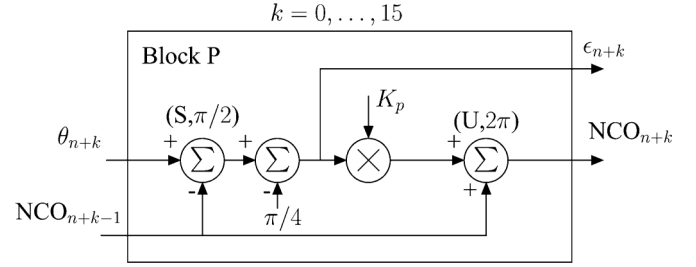 k = 0, . . . , 15
Block P
ϵ_{n+k}
(S,π/2)
K_p
(U,2π)
θ_{n+k}
+
Σ
+
Σ
×
+
Σ
NCO_{n+k}
-
-
+
NCO_{n+k−1}
π/4